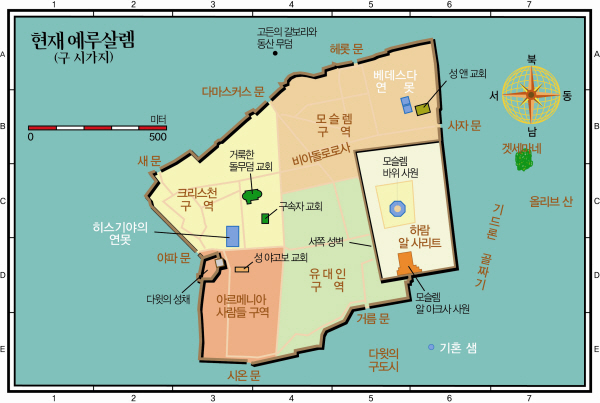 1 2 3 4 5 6 7
현재 예루살렘
(구 시가지)
고든의 갈보리와
동산 무덤
헤롯 문
A
A
베데스다
연 못
성 앤 교회
북
서
동
남
다마스커스 문
모슬렘
구 역
사자 문
B
B
미터
0
500
비아돌로로사
겟세마네
새 문
거룩한
돌무덤 교회
모슬렘
바위 사원
크리스천
구 역
구속자 교회
올리브 산
C
C
히스기야의
연못
서쪽 성벽
하람
알 사리트
기드론 골짜기
야파 문
성 야고보 교회
유대인
구 역
D
D
다윗의 성채
아르메니아
사람들 구역
모슬렘
알 아크사 사원
거름 문
E
E
다윗의
구도시
기혼 샘
시온 문
1 2 3 4 5 6 7